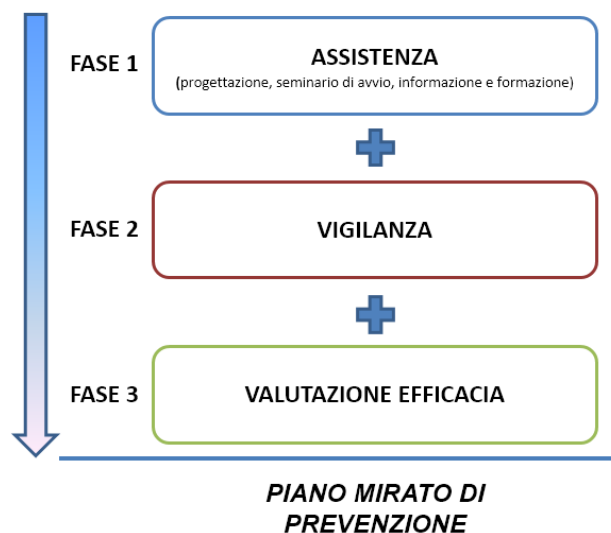 FASE 1
ASSISTENZA
(progettazione, seminario di avvio, informazione e formazione)
FASE 2
VIGILANZA
FASE 3
VALUTAZIONE EFFICACIA
PIANO MIRATO DI
PREVENZIONE